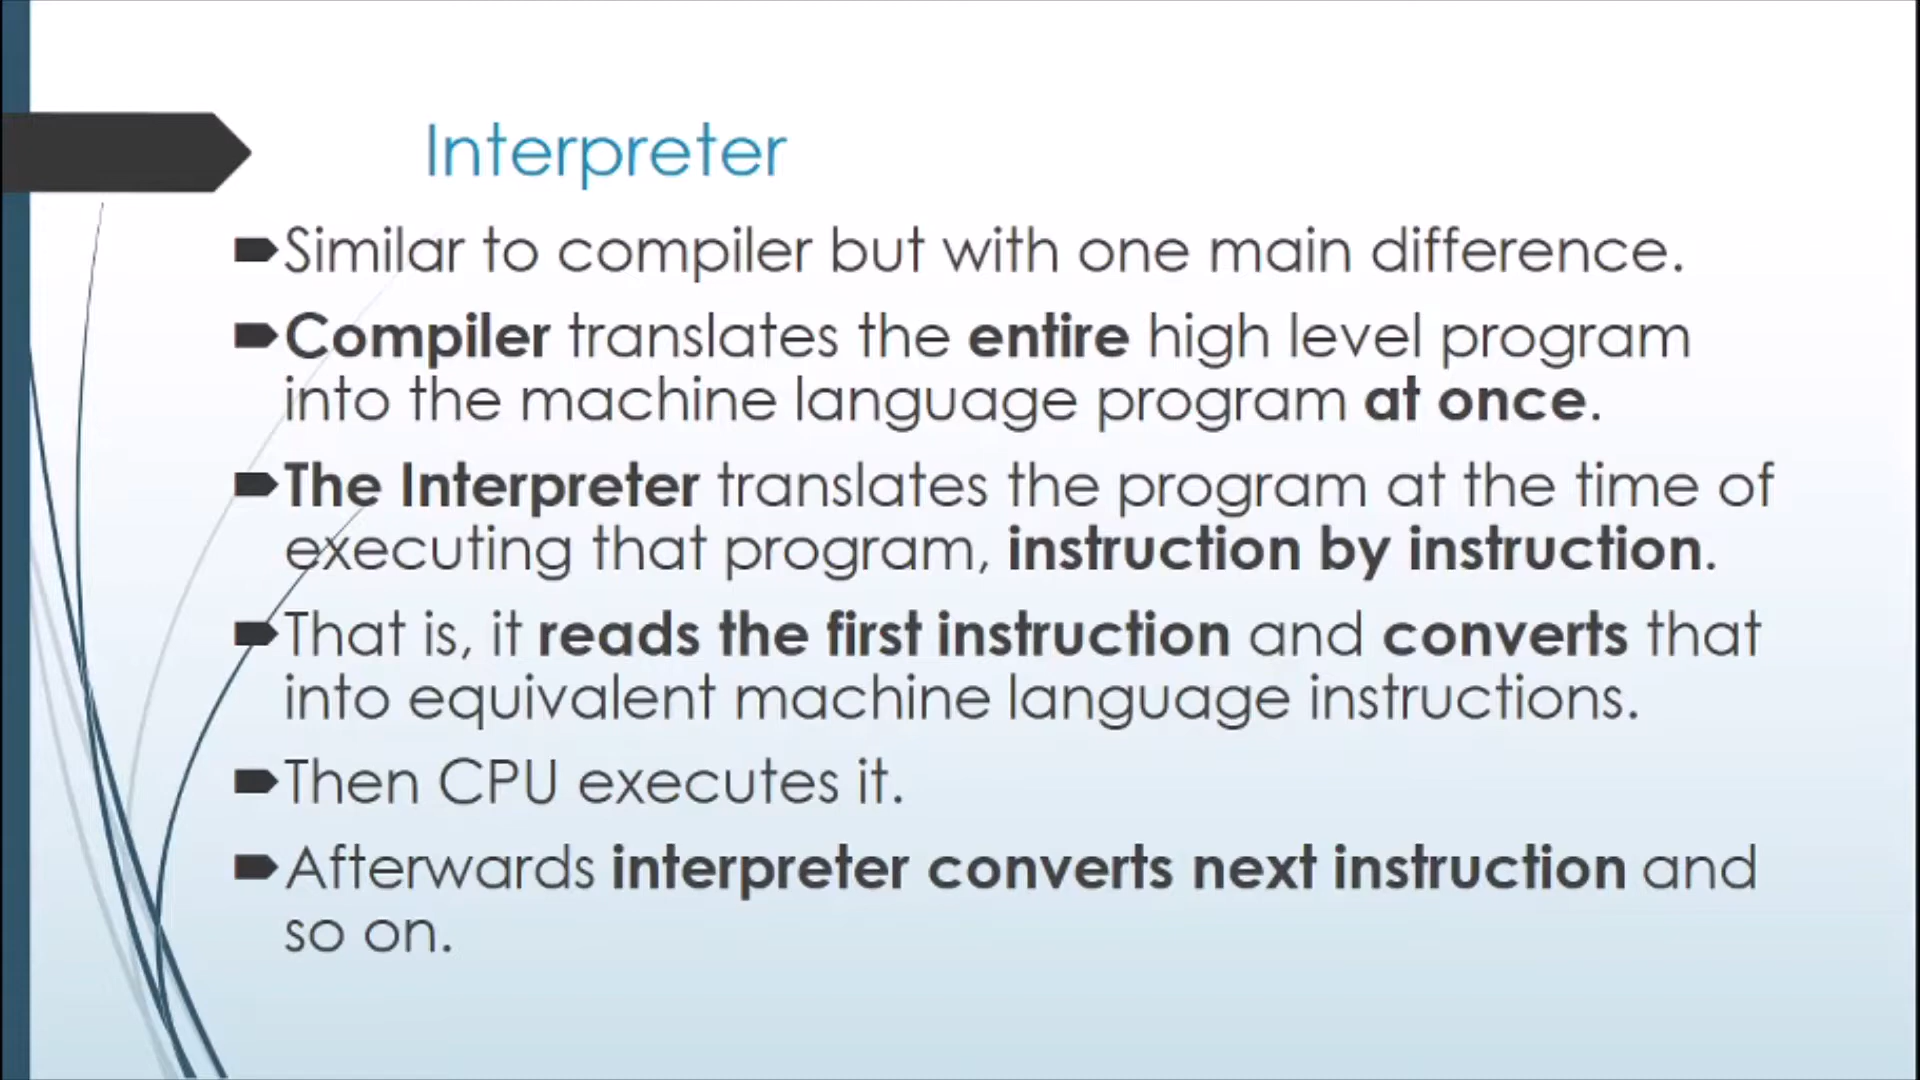 Interpreter
Similar to compiler but with one main difference.
Compiler translates the entire high level program
into the machine language program at once.
The Interpreter translates the program at the time of
executing that program, instruction by instruction.
That is, it reads the first instruction and converts that
into equivalent machine language instructions.
Then CPU executes it.
Afterwards interpreter converts next instruction and
so on.